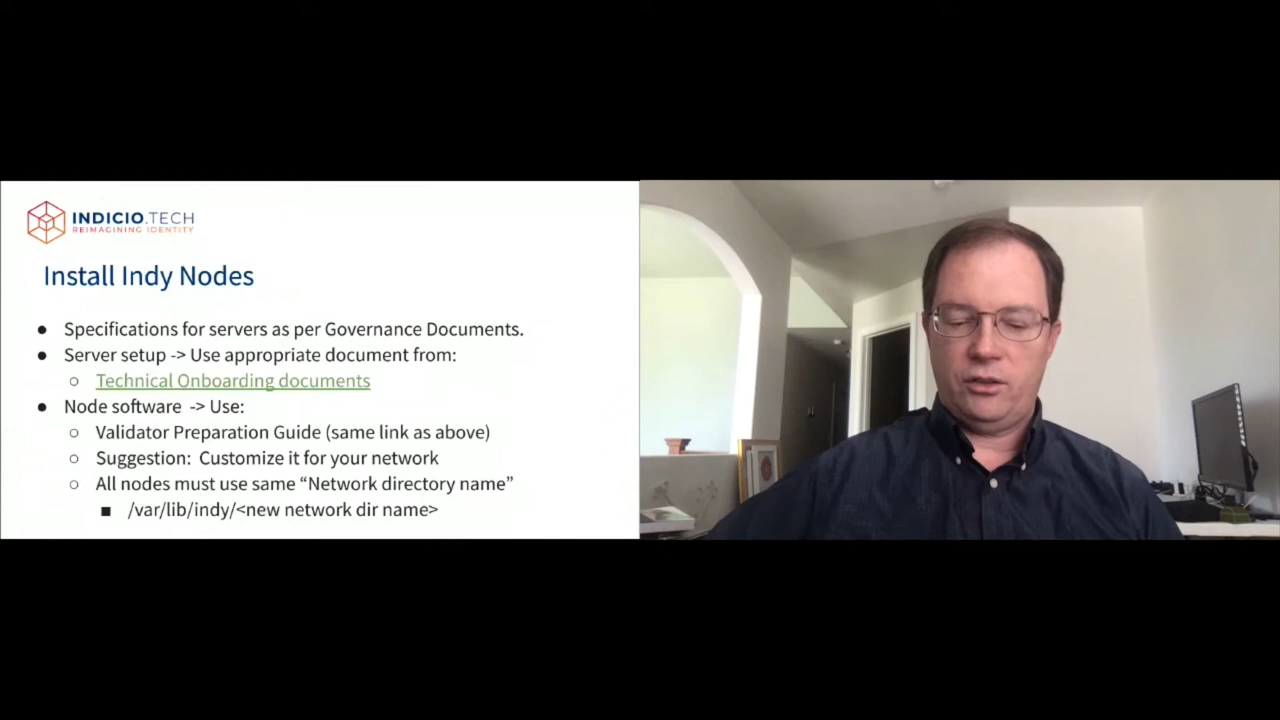 INDICIO.TECH
REIMAGINING IDENTITY
Install Indy Nodes
● Specifications for servers as per Governance Documents.
● Server setup -> Use appropriate document from:
○ Technical Onboarding documents
● Node software -> Use:
○ Validator Preparation Guide (same link as above)
○ Suggestion: Customize it for your network
○ All nodes must use same “Network directory name”
■ /var/lib/indy/<new network dir name>